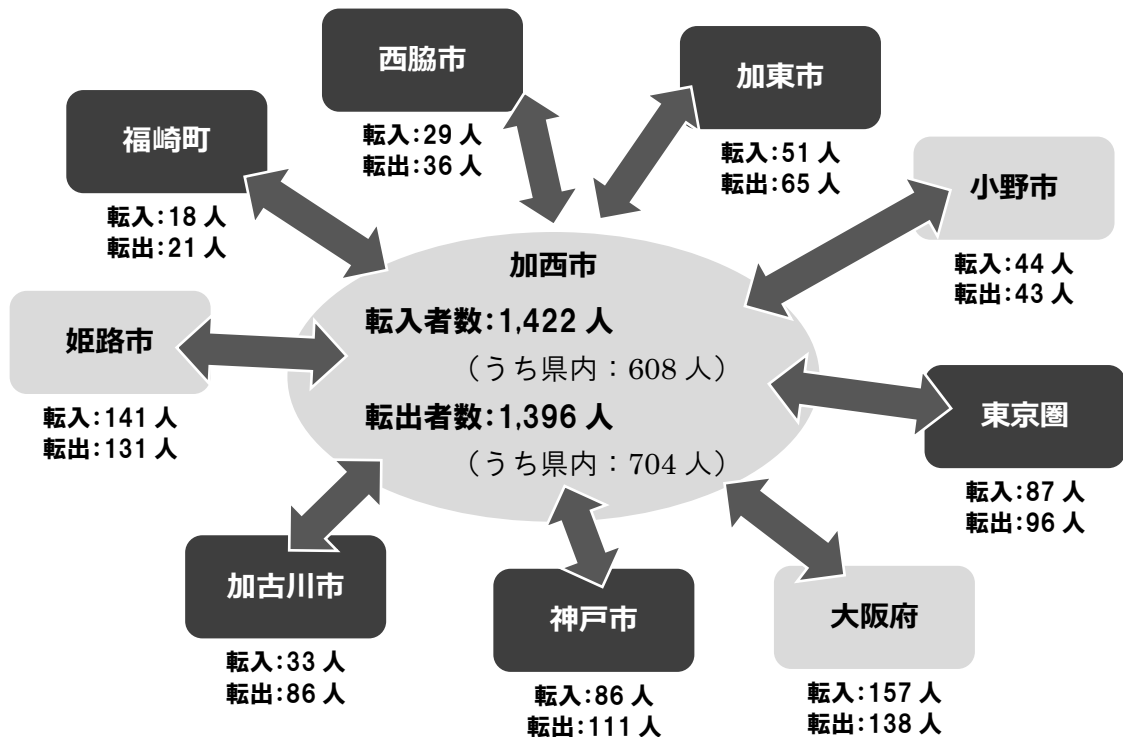 西脇市
転入:29 人
転出:36 人
加東市
転入:51 人
転出:65 人
福崎町
転入:18 人
転出:21 人
小野市
転入:44 人
転出:43 人
加西市
転入者数:1,422 人
（うち県内：608 人）
転出者数:1,396 人
（うち県内：704 人）
姫路市
転入:141 人
転出:131 人
東京圏
転入:87 人
転出:96 人
加古川市
転入:33 人
転出:86 人
神戸市
転入:86 人
転出:111 人
大阪府
転入:157 人
転出:138 人